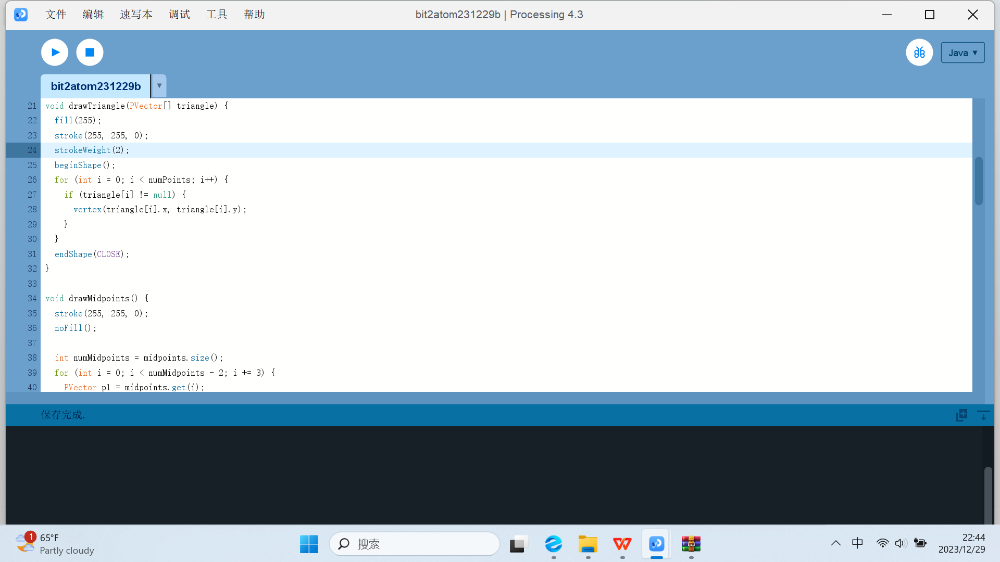 文件 编辑 速写本 调试 工具 帮助 bit2atom231229b | Processing 4.3
Java ▼
bit2atom231229b ▼
21 void drawTriangle(PVector[] triangle) {
22   fill(255);
23   stroke(255, 255, 0);
24   strokeWeight(2);
25   beginShape();
26   for (int i = 0; i < numPoints; i++) {
27     if (triangle[i] != null) {
28       vertex(triangle[i].x, triangle[i].y);
29     }
30   }
31   endShape(CLOSE);
32 }
33
34 void drawMidpoints() {
35   stroke(255, 255, 0);
36   noFill();
37
38   int numMidpoints = midpoints.size();
39   for (int i = 0; i < numMidpoints - 2; i += 3) {
40     PVector p1 = midpoints.get(i);
保存完成.
1
65°F
Partly cloudy
搜索
中
22:44
2023/12/29